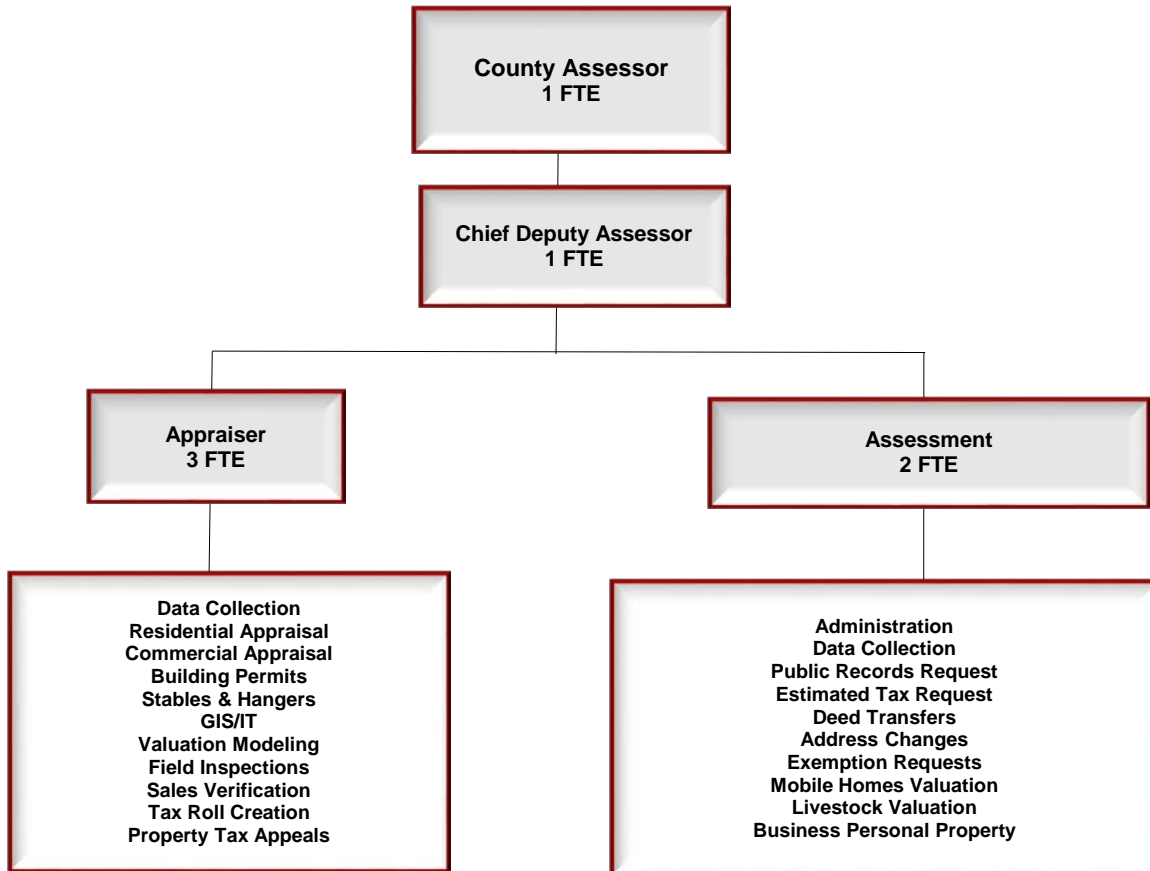 County Assessor
1 FTE
Chief Deputy Assessor
1 FTE
Appraiser
3 FTE
Assessment
2 FTE
Data Collection
Residential Appraisal
Commercial Appraisal
Building Permits
Stables & Hangers
GIS/IT
Valuation Modeling
Field Inspections
Sales Verification
Tax Roll Creation
Property Tax Appeals
Administration
Data Collection
Public Records Request
Estimated Tax Request
Deed Transfers
Address Changes
Exemption Requests
Mobile Homes Valuation
Livestock Valuation
Business Personal Property